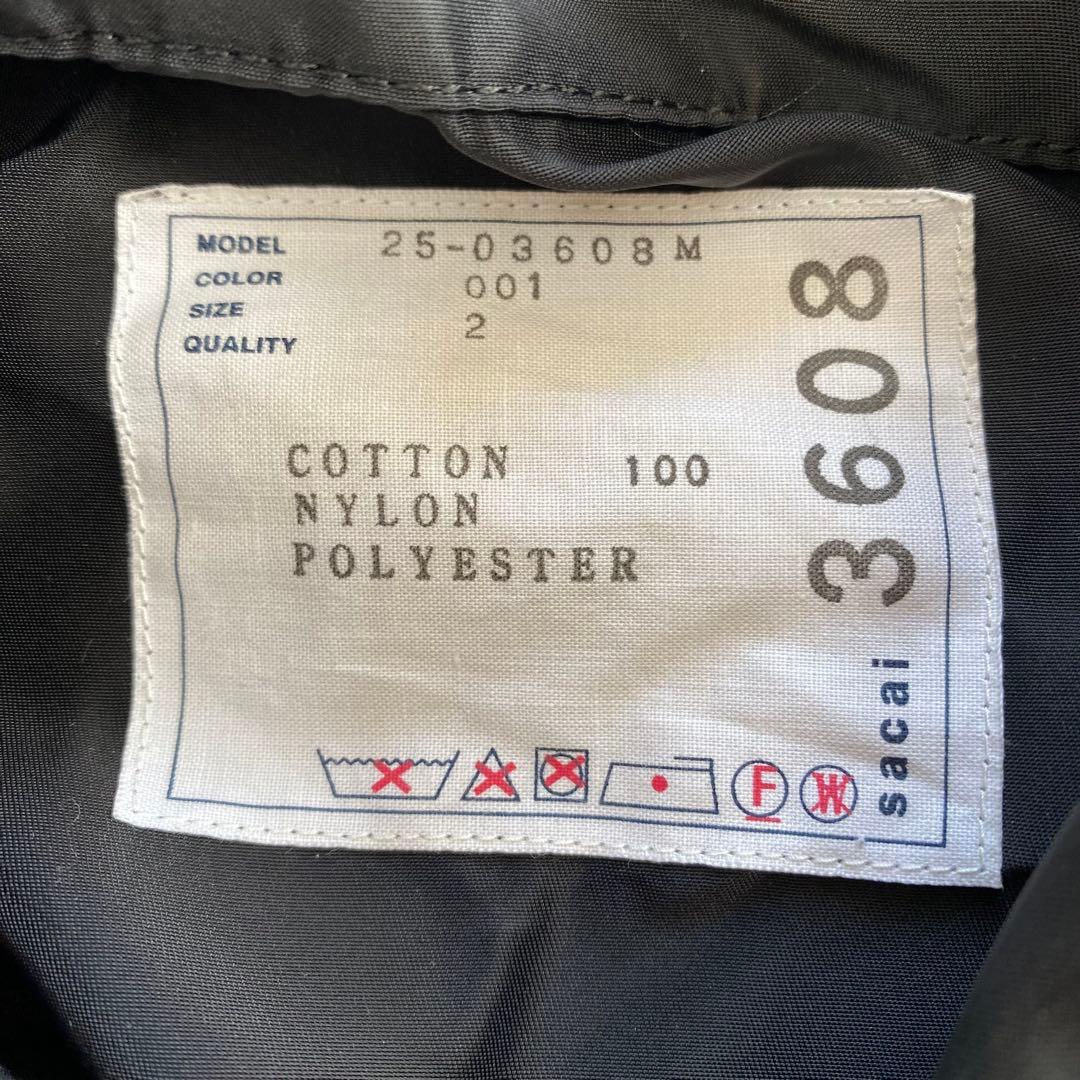 MODEL 25-03608M
COLOR 001
SIZE 2
QUALITY
COTTON 100
NYLON
POLYESTER
F
W
sacai 3608